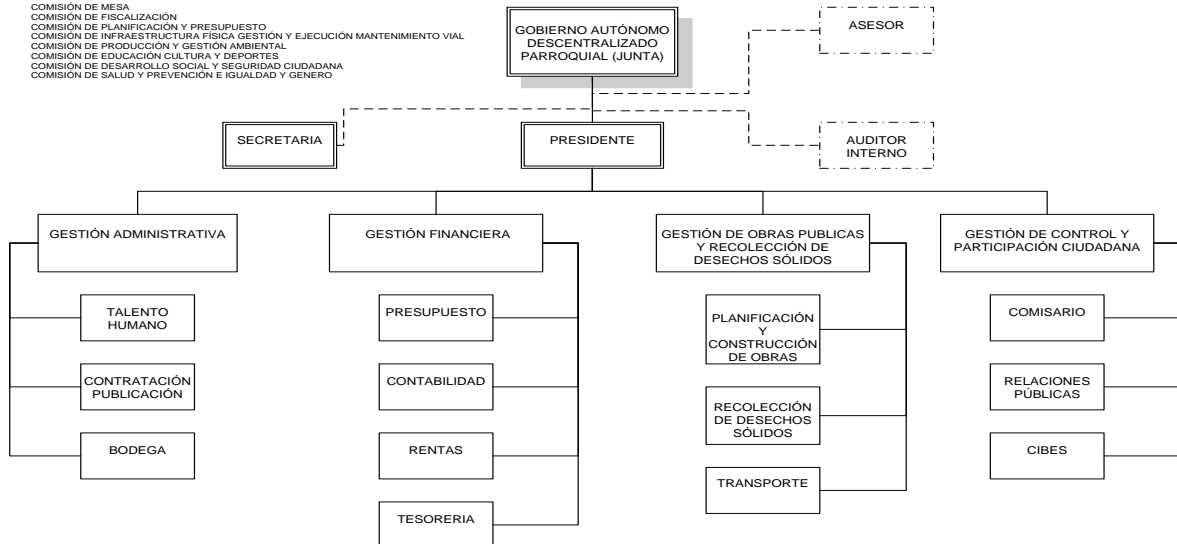 COMISIÓN DE MESA
COMISIÓN DE FISCALIZACIÓN
COMISIÓN DE PLANIFICACIÓN Y PRESUPUESTO
COMISIÓN DE INFRAESTRUCTURA FÍSICA GESTIÓN Y EJECUCIÓN MANTENIMIENTO VIAL
COMISIÓN DE PRODUCCIÓN Y GESTIÓN AMBIENTAL
COMISIÓN DE EDUCACIÓN CULTURA Y DEPORTES
COMISIÓN DE DESARROLLO SOCIAL Y SEGURIDAD CIUDADANA
COMISIÓN DE SALUD Y PREVENCIÓN E IGUALDAD Y GENERO
GOBIERNO AUTÓNOMO
DESCENTRALIZADO
PARROQUIAL (JUNTA)
ASESOR
SECRETARIA
PRESIDENTE
AUDITOR
INTERNO
GESTIÓN ADMINISTRATIVA
GESTIÓN FINANCIERA
GESTIÓN DE OBRAS PUBLICAS
Y RECOLECCIÓN DE
DESECHOS SÓLIDOS
GESTIÓN DE CONTROL Y
PARTICIPACIÓN CIUDADANA
TALENTO
HUMANO
CONTRATACIÓN
PUBLICACIÓN
BODEGA
PRESUPUESTO
CONTABILIDAD
RENTAS
TESORERIA
PLANIFICACIÓN
Y
CONSTRUCCIÓN
DE OBRAS
RECOLECCIÓN
DE DESECHOS
SÓLIDOS
TRANSPORTE
COMISARIO
RELACIONES
PÚBLICAS
CIBES